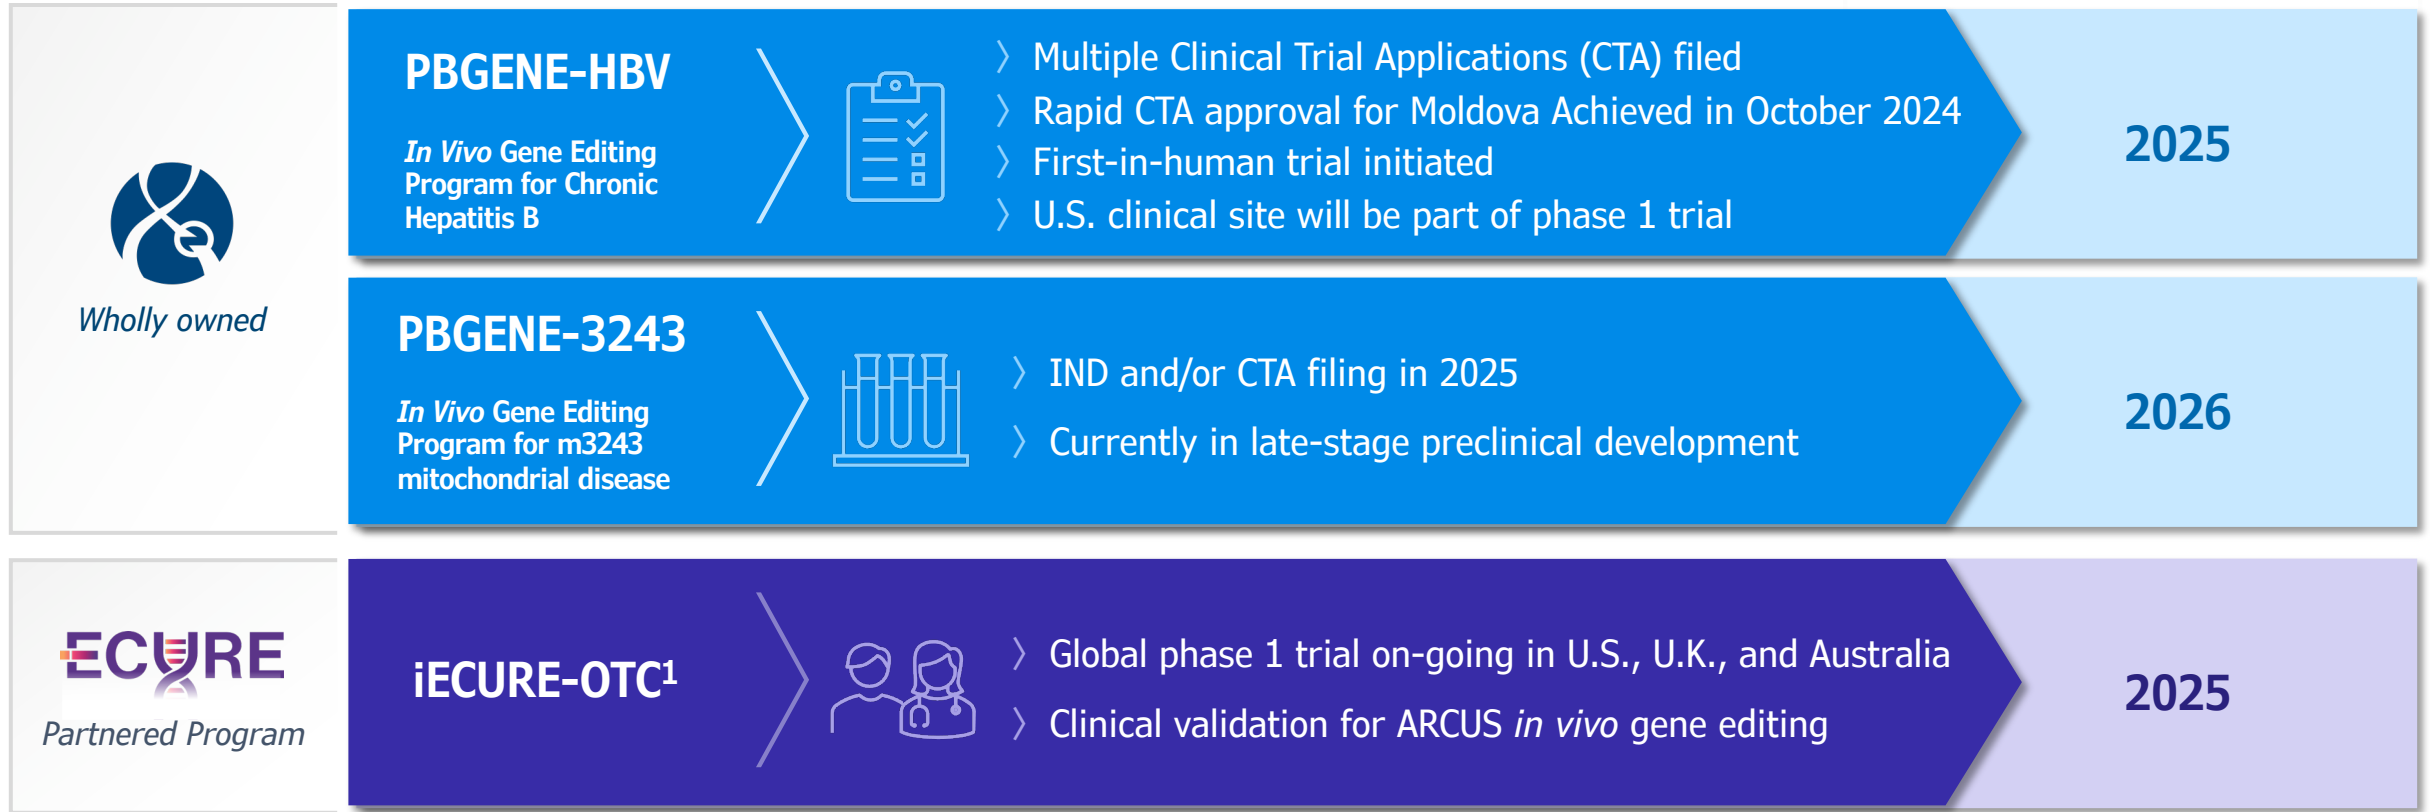 Wholly owned
PBGENE-HBV
In Vivo Gene Editing
Program for Chronic
Hepatitis B
Multiple Clinical Trial Applications (CTA) filed
Rapid CTA approval for Moldova Achieved in October 2024
First-in-human trial initiated
U.S. clinical site will be part of phase 1 trial
2025
PBGENE-3243
In Vivo Gene Editing
Program for m3243
mitochondrial disease
IND and/or CTA filing in 2025
Currently in late-stage preclinical development
2026
ECURE
Partnered Program
iECURE-OTC¹
Global phase 1 trial on-going in U.S., U.K., and Australia
Clinical validation for ARCUS in vivo gene editing
2025